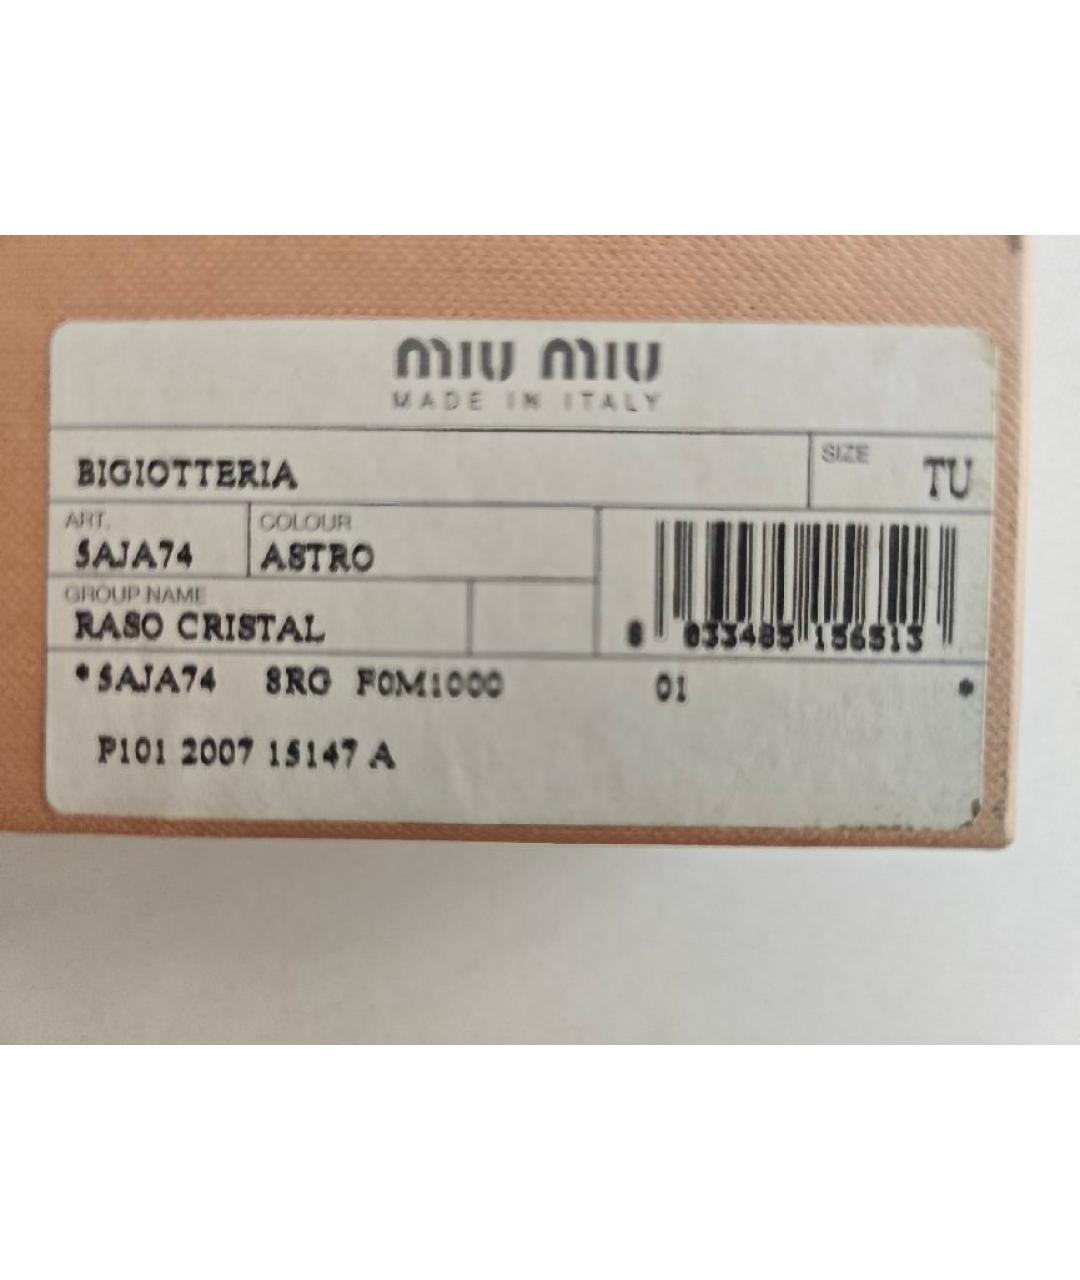 miu miu
MADE IN ITALY
BIGIOTTERIA
SIZE TU
ART. COLOUR
5AJA74 ASTRO
GROUP NAME
RASO CRISTAL
8 033485 156513
*5AJA74 8RG F0M1000 01 *
P101 2007 15147 A